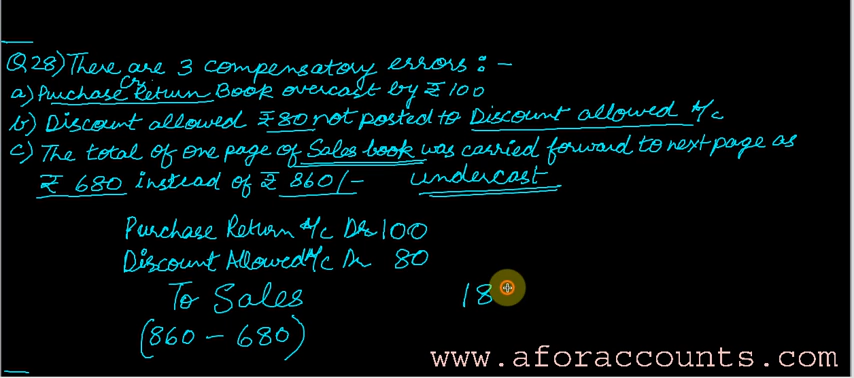 Q28) There are 3 compensatory errors :-
a) Purchase Return Book overcast by ₹ 100
b) Discount allowed ₹ 80 not posted to Discount allowed A/c
c) The total of one page of Sales book was carried forward to next page as
₹ 680 instead of ₹ 860/- undercast
Purchase Return A/c Dr 100
Discount Allowed A/c Dr 80
To Sales 18
(860 - 680)
www.aforaccounts.com